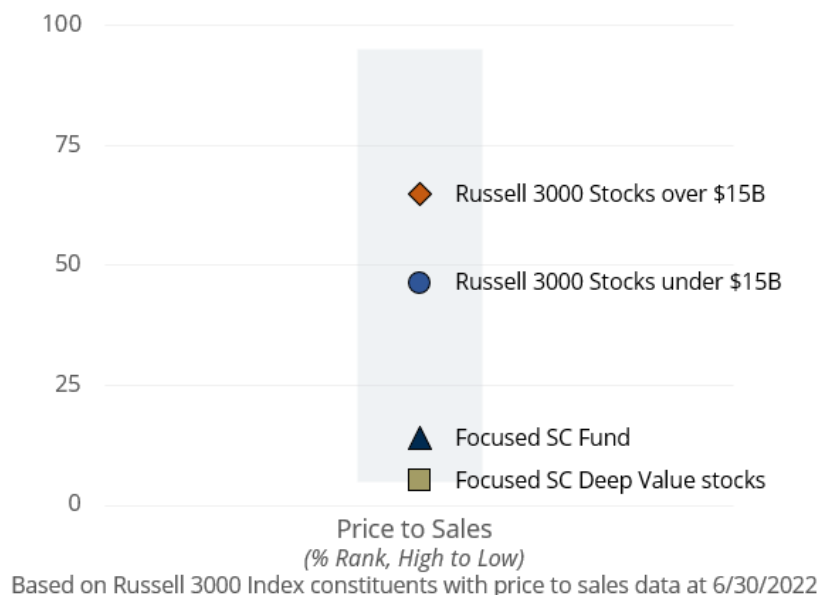 100
75
Russell 3000 Stocks over $15B
50
Russell 3000 Stocks under $15B
25
Focused SC Fund
Focused SC Deep Value stocks
0
Price to Sales
(% Rank, High to Low)
Based on Russell 3000 Index constituents with price to sales data at 6/30/2022